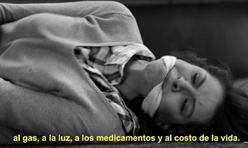 al gas, a la luz, a los medicamentos y al costo de la vida.